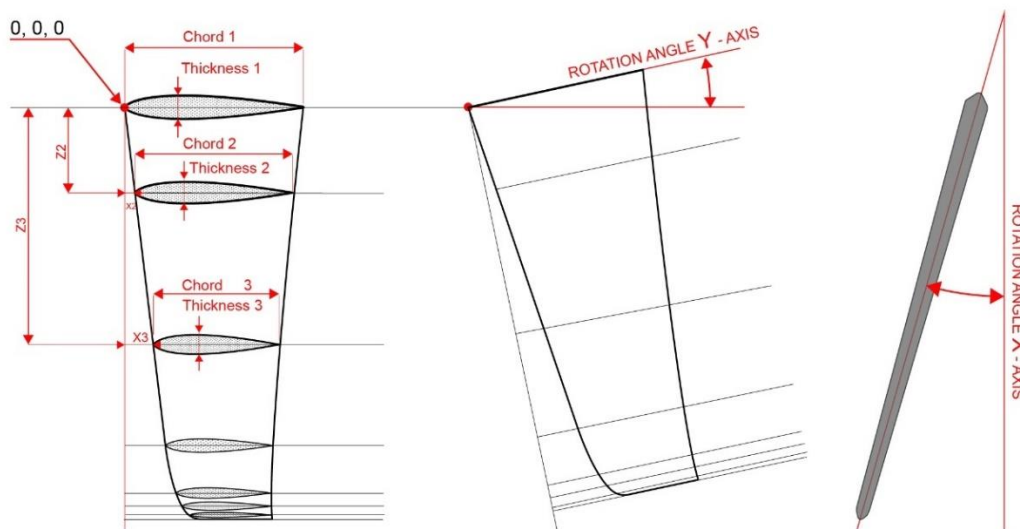 0, 0, 0
Chord 1
Thickness 1
Z2
Chord 2
Thickness 2
X2
Z3
Chord 3
Thickness 3
X3
ROTATION ANGLE Y - AXIS
ROTATION ANGLE X - AXIS